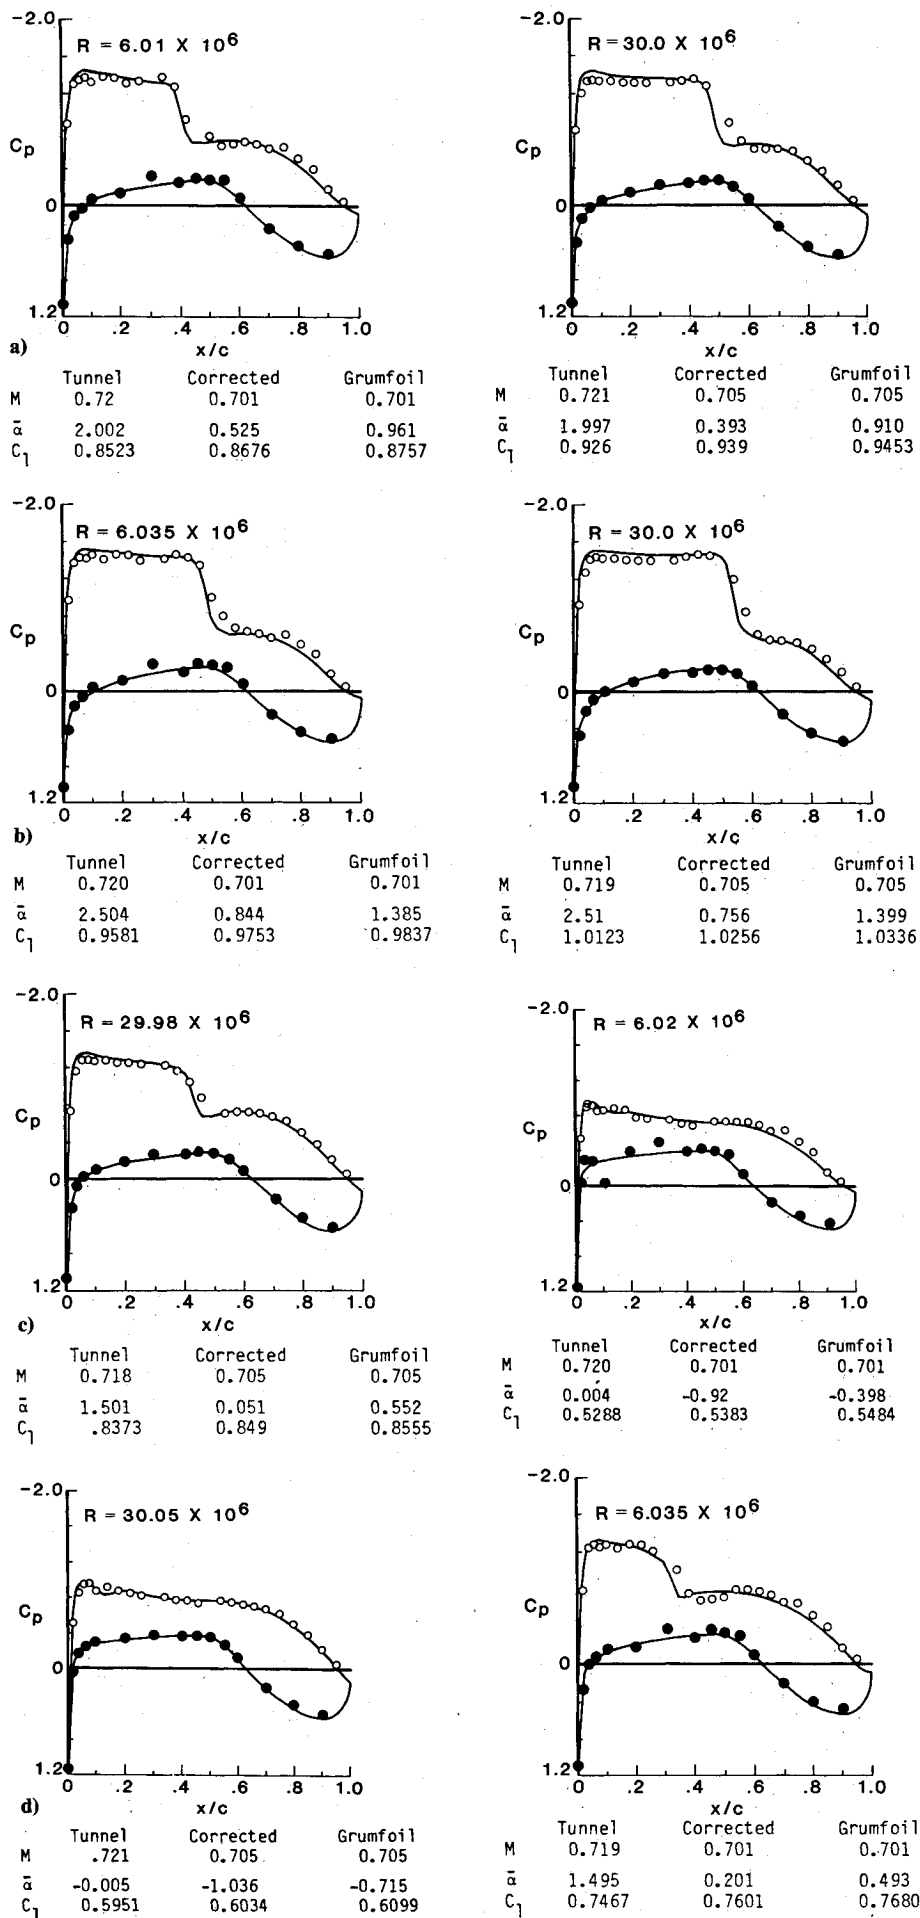 -2.0
R = 6.01 X 10^6
Cp
0
1.2
0 .2 .4 .6 .8 1.0
x/c
a)
Tunnel Corrected Grumfoil
M 0.72 0.701 0.701
ᾱ 2.002 0.525 0.961
Cl 0.8523 0.8676 0.8757
-2.0
R = 30.0 X 10^6
Cp
0
1.2
0 .2 .4 .6 .8 1.0
x/c
Tunnel Corrected Grumfoil
M 0.721 0.705 0.705
ᾱ 1.997 0.393 0.910
Cl 0.926 0.939 0.9453
-2.0
R = 6.035 X 10^6
Cp
0
1.2
0 .2 .4 .6 .8 1.0
x/c
b)
Tunnel Corrected Grumfoil
M 0.720 0.701 0.701
ᾱ 2.504 0.844 1.385
Cl 0.9581 0.9753 0.9837
-2.0
R = 30.0 X 10^6
Cp
0
1.2
0 .2 .4 .6 .8 1.0
x/c
Tunnel Corrected Grumfoil
M 0.719 0.705 0.705
ᾱ 2.51 0.756 1.399
Cl 1.0123 1.0256 1.0336
-2.0
R = 29.98 X 10^6
Cp
0
1.2
0 .2 .4 .6 .8 1.0
x/c
c)
Tunnel Corrected Grumfoil
M 0.718 0.705 0.705
ᾱ 1.501 0.051 0.552
Cl .8373 0.849 0.8555
-2.0
R = 6.02 X 10^6
Cp
0
1.2
0 .2 .4 .6 .8 1.0
x/c
Tunnel Corrected Grumfoil
M 0.720 0.701 0.701
ᾱ 0.004 -0.92 -0.398
Cl 0.5288 0.5383 0.5484
-2.0
R = 30.05 X 10^6
Cp
0
1.2
0 .2 .4 .6 .8 1.0
x/c
d)
Tunnel Corrected Grumfoil
M .721 0.705 0.705
ᾱ -0.005 -1.036 -0.715
Cl 0.5951 0.6034 0.6099
-2.0
R = 6.035 X 10^6
Cp
0
1.2
0 .2 .4 .6 .8 1.0
x/c
Tunnel Corrected Grumfoil
M 0.719 0.701 0.701
ᾱ 1.495 0.201 0.493
Cl 0.7467 0.7601 0.7680